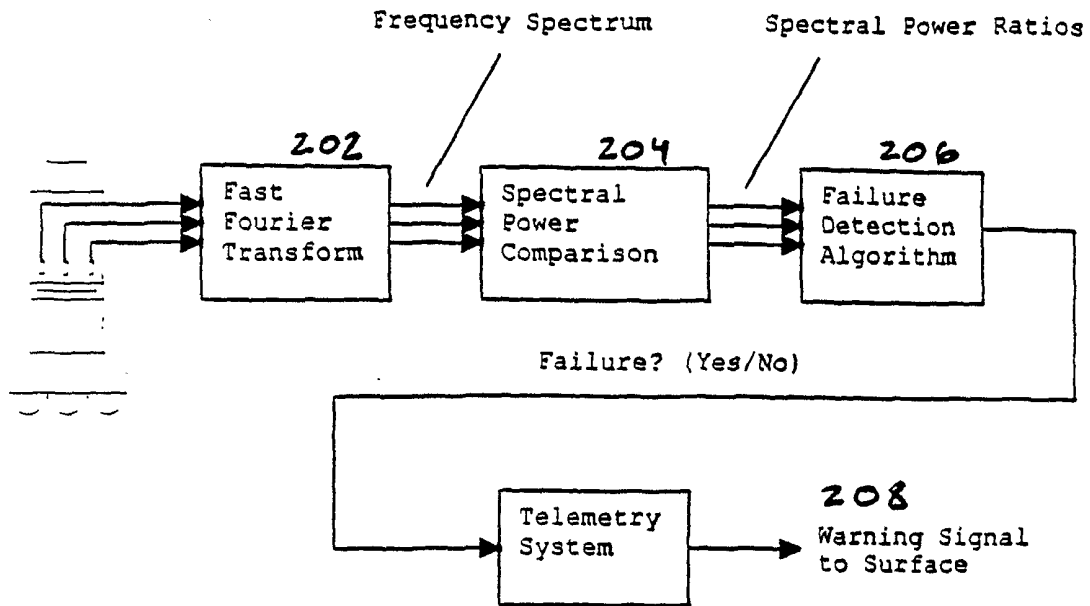 Frequency Spectrum
Spectral Power Ratios
202
204
206
Fast
Fourier
Transform
Spectral
Power
Comparison
Failure
Detection
Algorithm
Failure? (Yes/No)
Telemetry
System
208
Warning Signal
to Surface